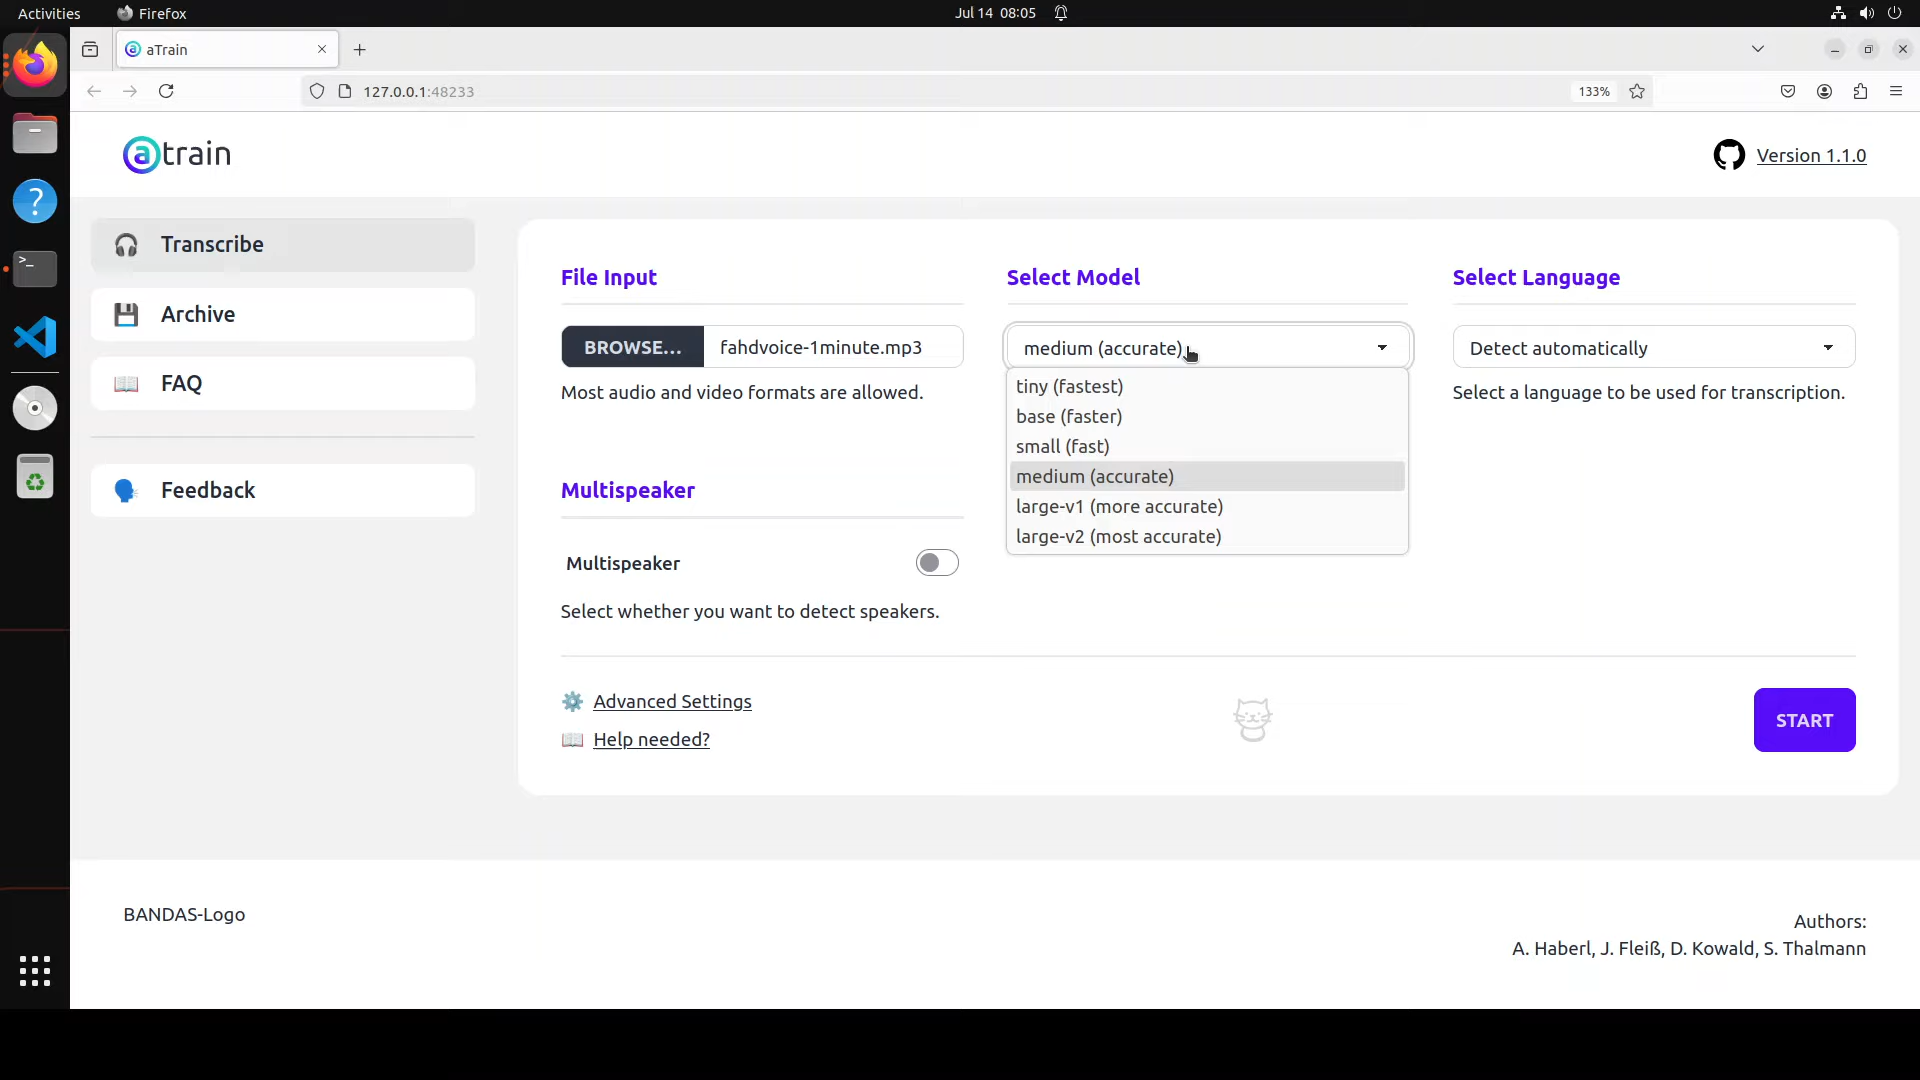 Activities
Firefox
Jul 14 08:05
aTrain
127.0.0.1:48233
133%
atrain
Version 1.1.0
Transcribe
Archive
FAQ
Feedback
File Input
BROWSE...
fahdvoice-1minute.mp3
Most audio and video formats are allowed.
Select Model
medium (accurate)
tiny (fastest)
base (faster)
small (fast)
medium (accurate)
large-v1 (more accurate)
large-v2 (most accurate)
Select Language
Detect automatically
Select a language to be used for transcription.
Multispeaker
Multispeaker
Select whether you want to detect speakers.
Advanced Settings
Help needed?
START
BANDAS-Logo
Authors:
A. Haberl, J. Fleiß, D. Kowald, S. Thalmann